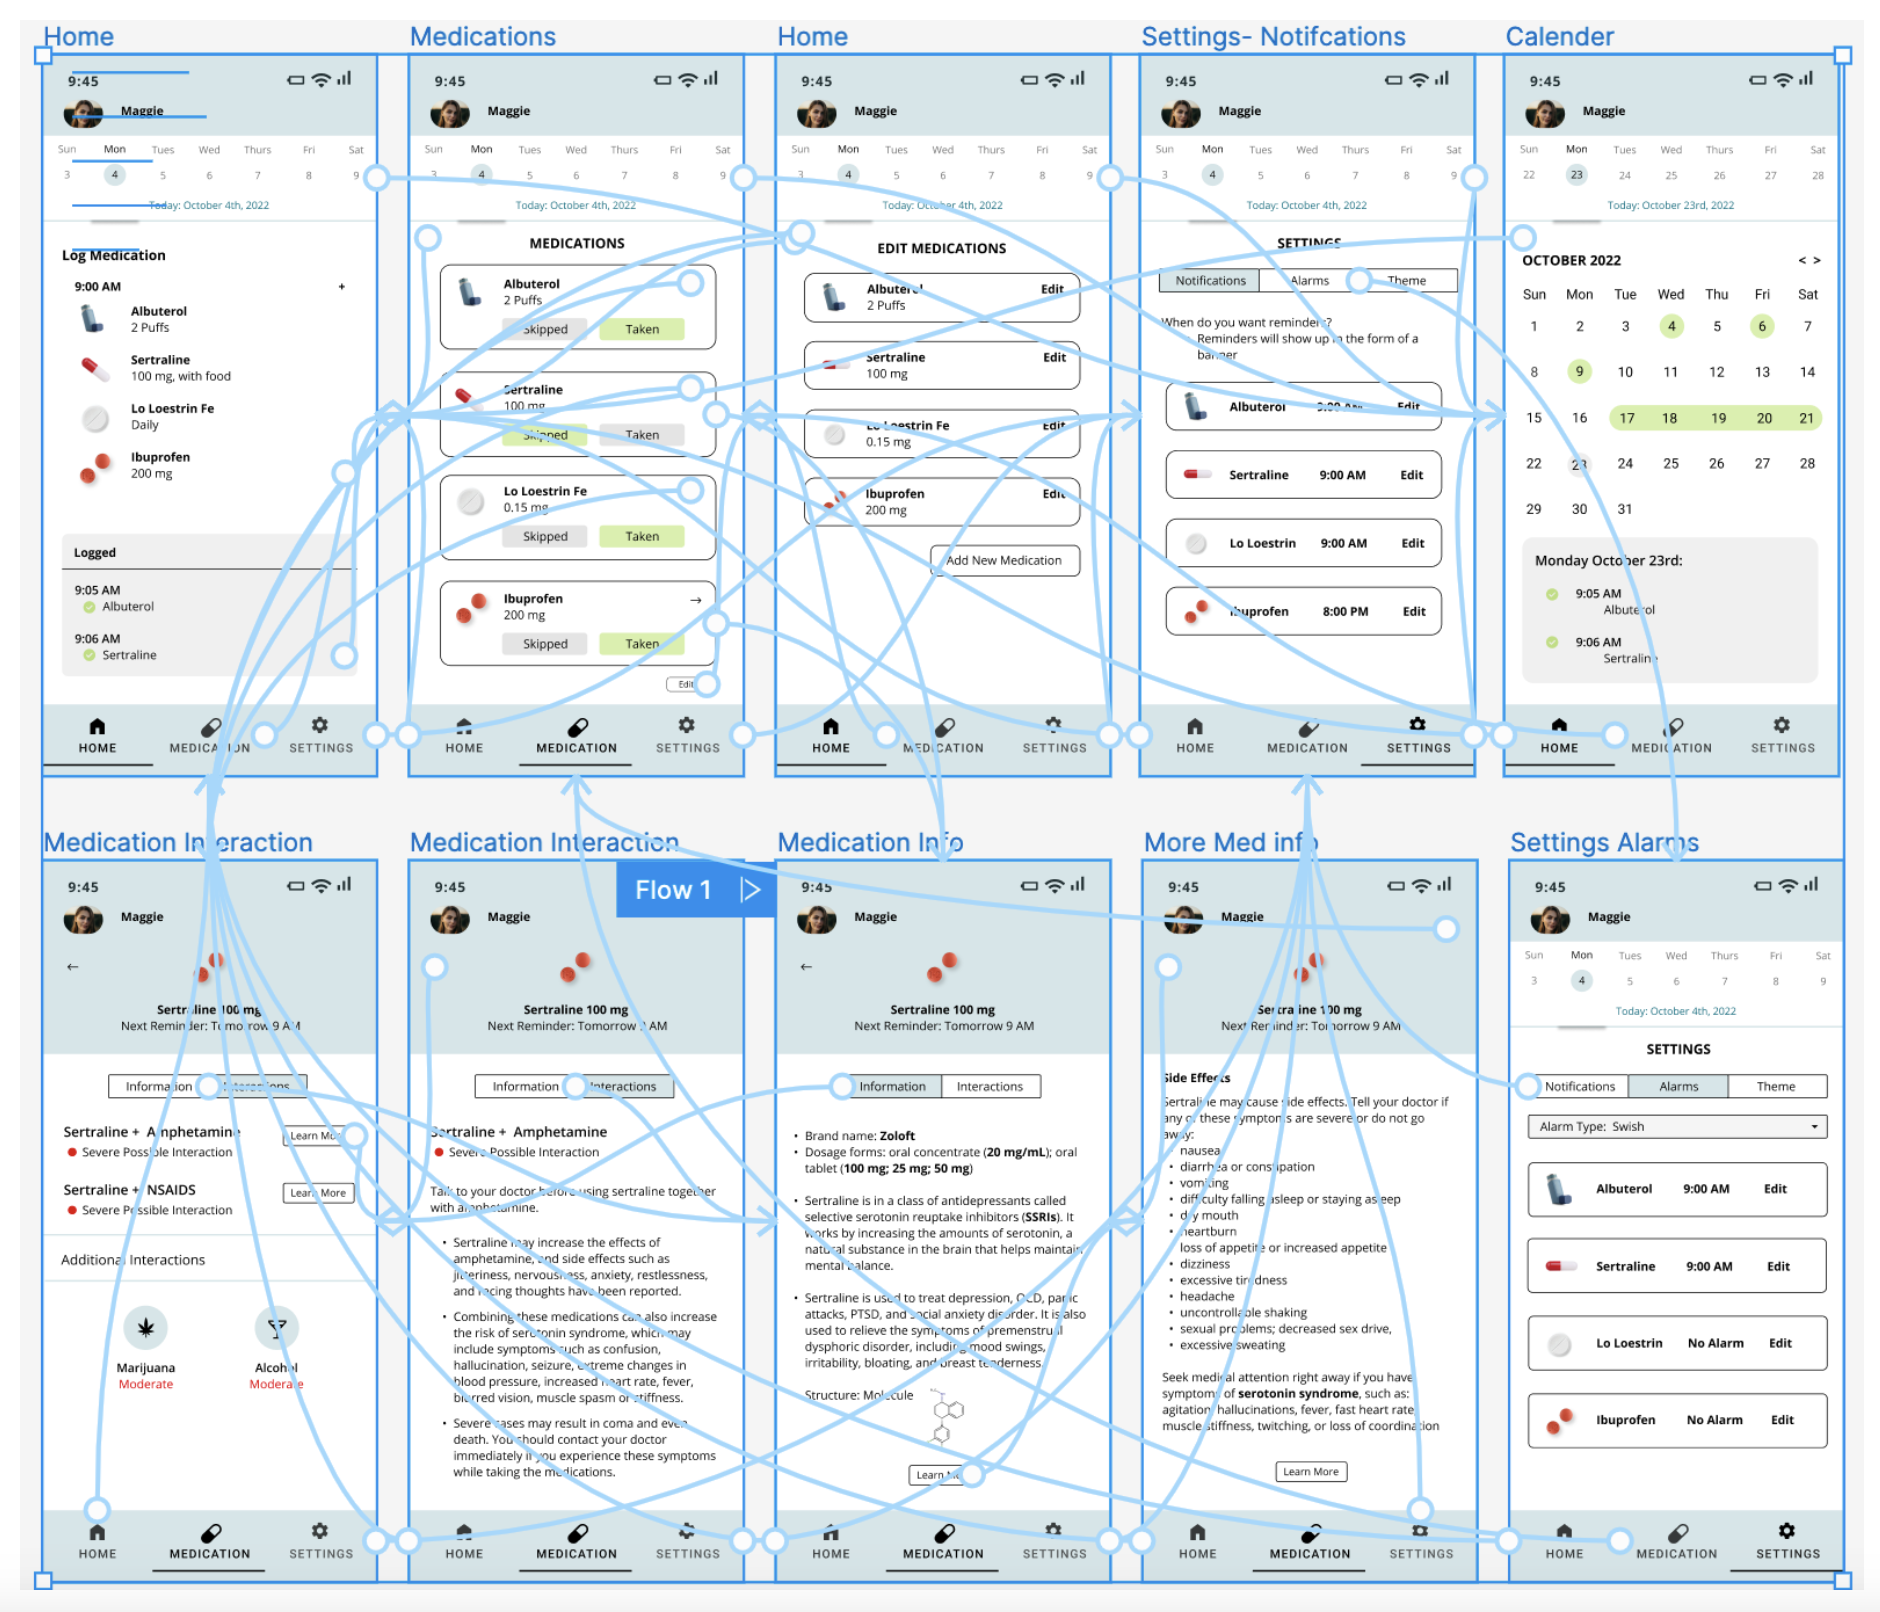 Home
9:45
Maggie
Sun Mon Tues Wed Thurs Fri Sat
3 4 5 6 7 8 9
Today: October 4th, 2022
Log Medication
9:00 AM +
Albuterol
2 Puffs
Sertraline
100 mg, with food
Lo Loestrin Fe
Daily
Ibuprofen
200 mg
Logged
9:05 AM
Albuterol
9:06 AM
Sertraline
HOME MEDICATION SETTINGS
Medications
9:45
Maggie
Sun Mon Tues Wed Thurs Fri Sat
3 4 5 6 7 8 9
Today: October 4th, 2022
MEDICATIONS
Albuterol
2 Puffs
Skipped Taken
Sertraline
100 mg
Skipped Taken
Lo Loestrin Fe
0.15 mg
Skipped Taken
Ibuprofen →
200 mg
Skipped Taken
Edit
HOME MEDICATION SETTINGS
Home
9:45
Maggie
Sun Mon Tues Wed Thurs Fri Sat
3 4 5 6 7 8 9
Today: October 4th, 2022
EDIT MEDICATIONS
Albuterol Edit
2 Puffs
Sertraline Edit
100 mg
Lo Loestrin Fe Edit
0.15 mg
Ibuprofen Edit
200 mg
Add New Medication
HOME MEDICATION SETTINGS
Settings- Notifcations
9:45
Maggie
Sun Mon Tues Wed Thurs Fri Sat
3 4 5 6 7 8 9
Today: October 4th, 2022
SETTINGS
Notifications Alarms Theme
When do you want reminders?
Reminders will show up in the form of a
banner
Albuterol 9:00 AM Edit
Sertraline 9:00 AM Edit
Lo Loestrin 9:00 AM Edit
Ibuprofen 8:00 PM Edit
HOME MEDICATION SETTINGS
Calender
9:45
Maggie
Sun Mon Tues Wed Thurs Fri Sat
22 23 24 25 26 27 28
Today: October 23rd, 2022
OCTOBER 2022 < >
Sun Mon Tue Wed Thu Fri Sat
1 2 3 4 5 6 7
8 9 10 11 12 13 14
15 16 17 18 19 20 21
22 23 24 25 26 27 28
29 30 31
Monday October 23rd:
9:05 AM
Albuterol
9:06 AM
Sertraline
HOME MEDICATION SETTINGS
Medication Interaction
9:45
Maggie
←
Sertraline 100 mg
Next Reminder: Tomorrow 9 AM
Information Interactions
Sertraline + Amphetamine Learn More
Severe Possible Interaction
Sertraline + NSAIDS Learn More
Severe Possible Interaction
Additional Interactions
Marijuana Alcohol
Moderate Moderate
HOME MEDICATION SETTINGS
Medication Interaction
Flow 1
9:45
Maggie
Sertraline 100 mg
Next Reminder: Tomorrow 9 AM
Information Interactions
Sertraline + Amphetamine
Severe Possible Interaction
Talk to your doctor before using sertraline together
with amphetamine.
• Sertraline may increase the effects of
amphetamine, and side effects such as
jitteriness, nervousness, anxiety, restlessness,
and racing thoughts have been reported.
• Combining these medications can also increase
the risk of serotonin syndrome, which may
include symptoms such as confusion,
hallucination, seizure, extreme changes in
blood pressure, increased heart rate, fever,
blurred vision, muscle spasm or stiffness.
• Severe cases may result in coma and even
death. You should contact your doctor
immediately if you experience these symptoms
while taking the medications.
HOME MEDICATION SETTINGS
Medication Info
9:45
Maggie
←
Sertraline 100 mg
Next Reminder: Tomorrow 9 AM
Information Interactions
• Brand name: Zoloft
• Dosage forms: oral concentrate (20 mg/mL); oral
tablet (100 mg; 25 mg; 50 mg)
• Sertraline is in a class of antidepressants called
selective serotonin reuptake inhibitors (SSRIs). It
works by increasing the amounts of serotonin, a
natural substance in the brain that helps maintain
mental balance.
• Sertraline is used to treat depression, OCD, panic
attacks, PTSD, and social anxiety disorder. It is also
used to relieve the symptoms of premenstrual
dysphoric disorder, including mood swings,
irritability, bloating, and breast tenderness.
Structure: Molecule
Learn More
HOME MEDICATION SETTINGS
More Med info
9:45
Maggie
Sertraline 100 mg
Next Reminder: Tomorrow 9 AM
Side Effects
Sertraline may cause side effects. Tell your doctor if
any of these symptoms are severe or do not go
away:
• nausea
• diarrhea or constipation
• vomiting
• difficulty falling asleep or staying asleep
• dry mouth
• heartburn
loss of appetite or increased appetite
• dizziness
• excessive tiredness
• headache
• uncontrollable shaking
• sexual problems; decreased sex drive,
• excessive sweating
Seek medical attention right away if you have
symptoms of serotonin syndrome, such as:
agitation, hallucinations, fever, fast heart rate,
muscle stiffness, twitching, or loss of coordination
Learn More
HOME MEDICATION SETTINGS
Settings Alarms
9:45
Maggie
Sun Mon Tues Wed Thurs Fri Sat
3 4 5 6 7 8 9
Today: October 4th, 2022
SETTINGS
Notifications Alarms Theme
Alarm Type: Swish
Albuterol 9:00 AM Edit
Sertraline 9:00 AM Edit
Lo Loestrin No Alarm Edit
Ibuprofen No Alarm Edit
HOME MEDICATION SETTINGS